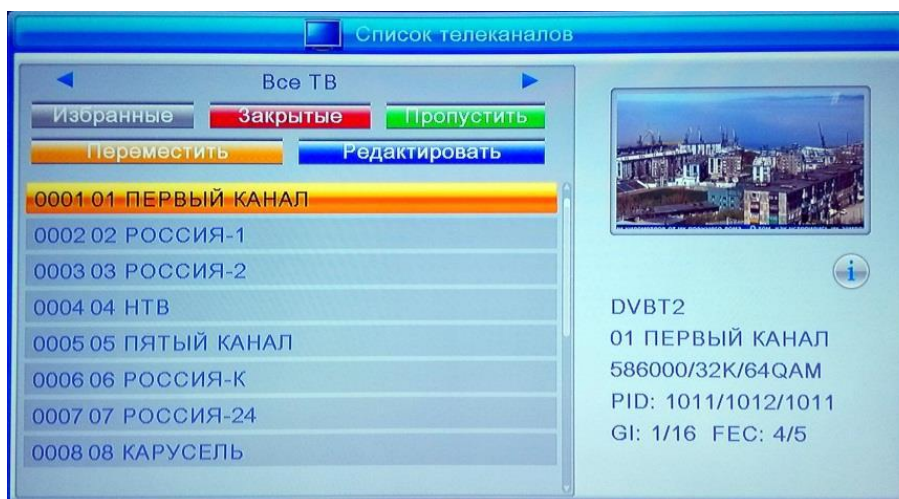 Список телеканалов
Все ТВ
Избранные Закрытые Пропустить
Переместить Редактировать
0001 01 ПЕРВЫЙ КАНАЛ
0002 02 РОССИЯ-1
0003 03 РОССИЯ-2
0004 04 НТВ
0005 05 ПЯТЫЙ КАНАЛ
0006 06 РОССИЯ-К
0007 07 РОССИЯ-24
0008 08 КАРУСЕЛЬ
DVBT2
01 ПЕРВЫЙ КАНАЛ
586000/32K/64QAM
PID: 1011/1012/1011
GI: 1/16 FEC: 4/5